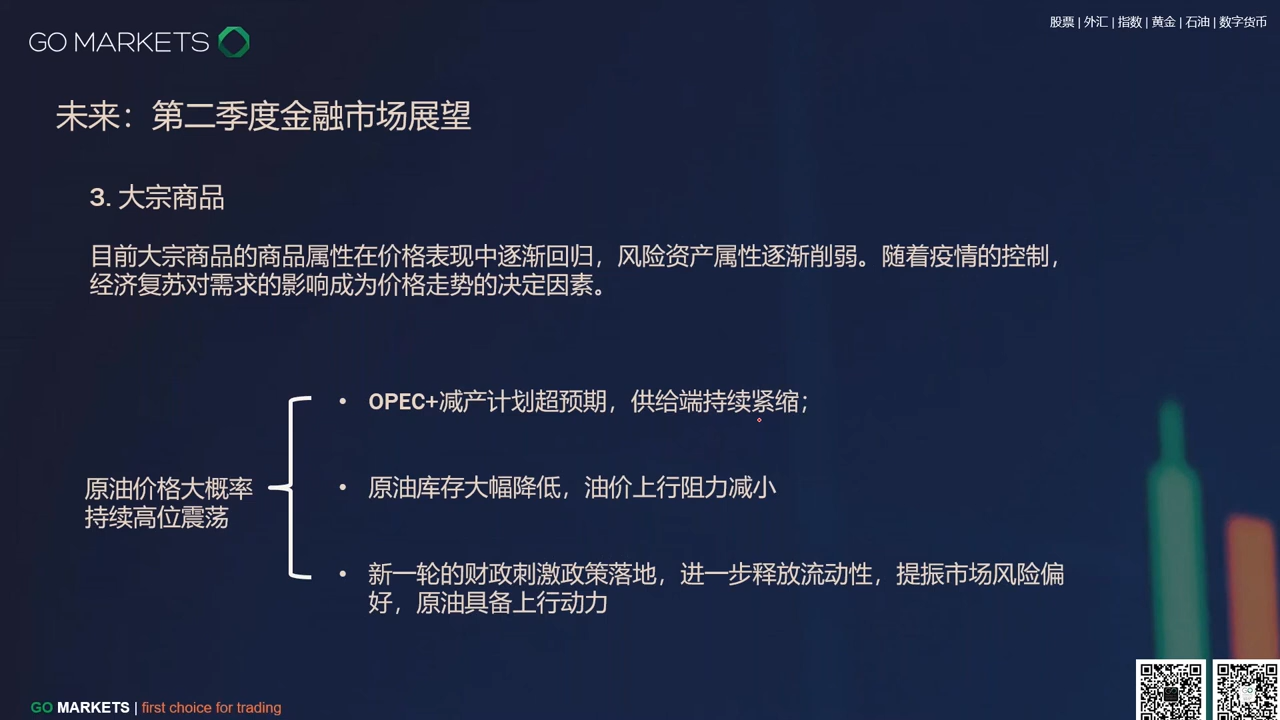 GO MARKETS
股票 | 外汇 | 指数 | 黄金 | 石油 | 数字货币
未来：第二季度金融市场展望
3. 大宗商品
目前大宗商品的商品属性在价格表现中逐渐回归，风险资产属性逐渐削弱。随着疫情的控制，
经济复苏对需求的影响成为价格走势的决定因素。
原油价格大概率
持续高位震荡
• OPEC+减产计划超预期，供给端持续紧缩；
• 原油库存大幅降低，油价上行阻力减小
• 新一轮的财政刺激政策落地，进一步释放流动性，提振市场风险偏
好，原油具备上行动力
GO MARKETS | first choice for trading